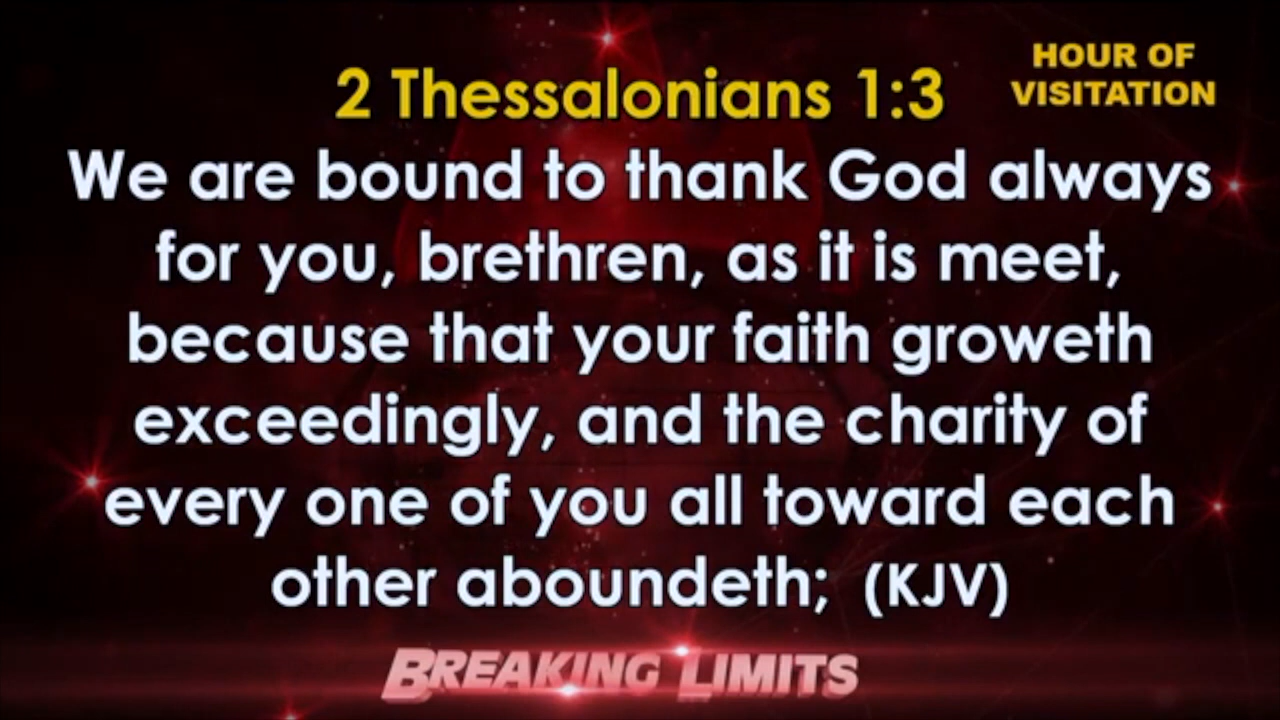 2 Thessalonians 1:3
HOUR OF
VISITATION
We are bound to thank God always
for you, brethren, as it is meet,
because that your faith groweth
exceedingly, and the charity of
every one of you all toward each
other aboundeth; (KJV)
BREAKING LIMITS